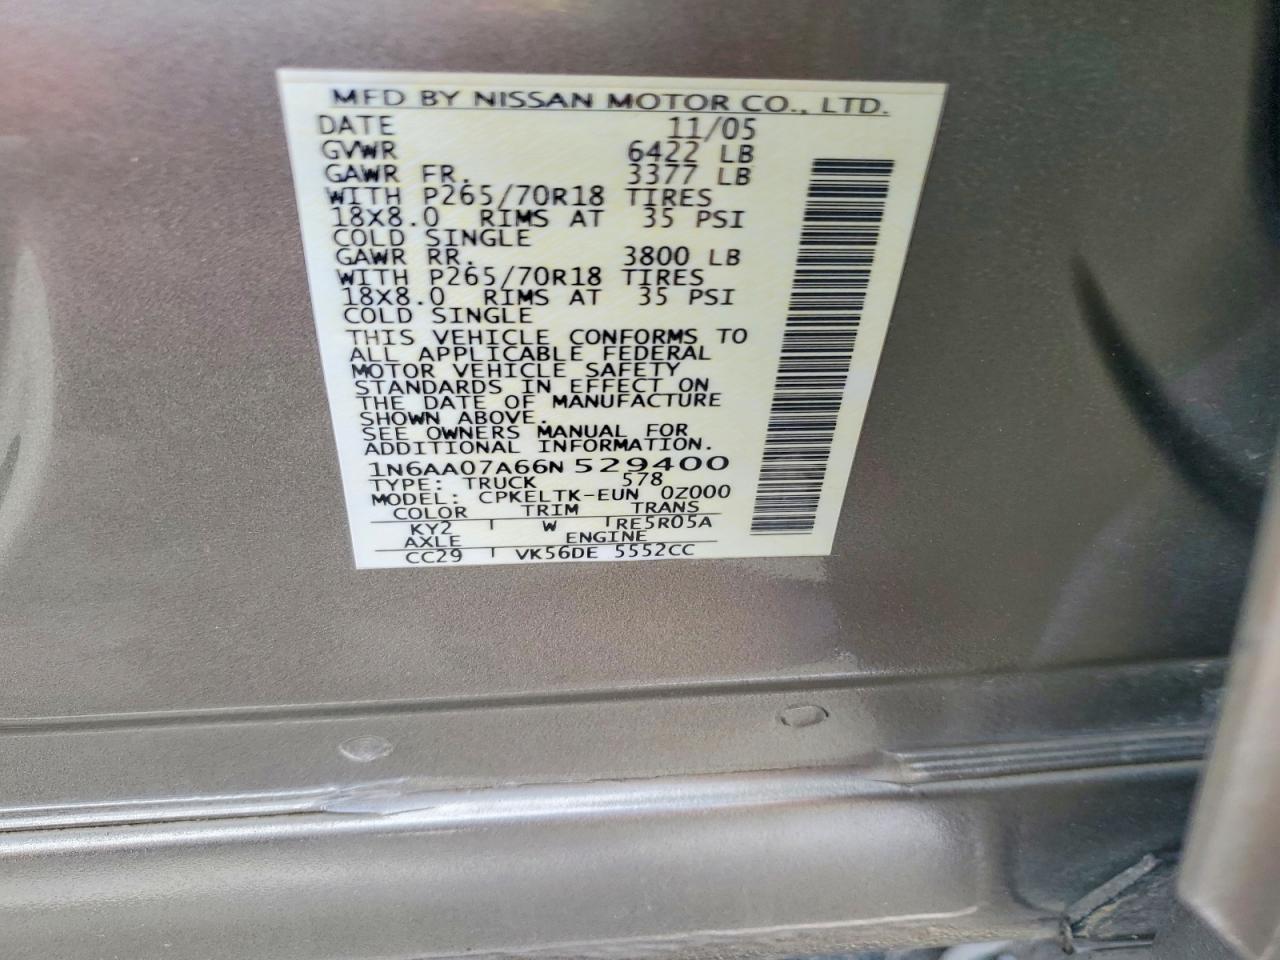 MFD BY NISSAN MOTOR CO., LTD.
DATE 11/05
GVWR 6422 LB
GAWR FR. 3377 LB
WITH P265/70R18 TIRES
18X8.0 RIMS AT 35 PSI
COLD SINGLE
GAWR RR. 3800 LB
WITH P265/70R18 TIRES
18X8.0 RIMS AT 35 PSI
COLD SINGLE
THIS VEHICLE CONFORMS TO
ALL APPLICABLE FEDERAL
MOTOR VEHICLE SAFETY
STANDARDS IN EFFECT ON
THE DATE OF MANUFACTURE
SHOWN ABOVE.
SEE OWNERS MANUAL FOR
ADDITIONAL INFORMATION.
1N6AA07A66N 529400
TYPE: TRUCK 578
MODEL: CPKELTK-EUN 0Z000
COLOR TRIM TRANS
KY2 W RE5R05A
AXLE ENGINE
CC29 VK56DE 5552CC